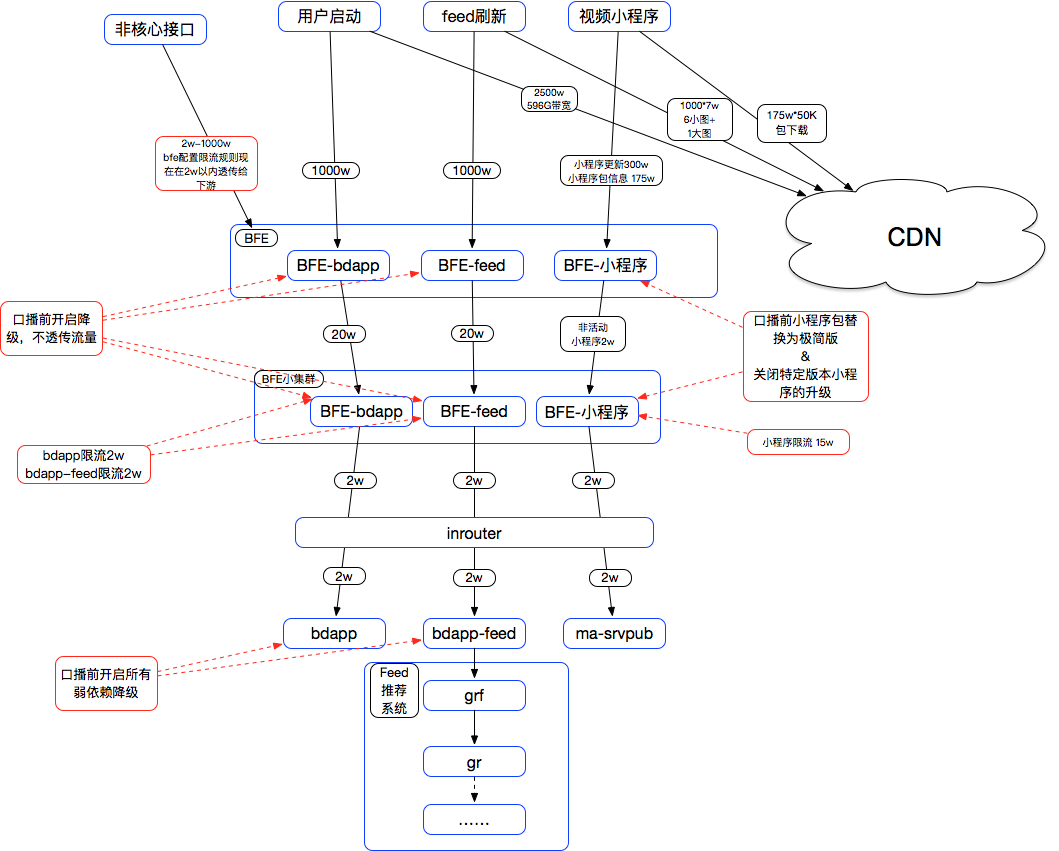 非核心接口
用户启动
feed刷新
视频小程序
2500w
596G带宽
1000*7w
6小图+
1大图
175w*50K
包下载
2w-1000w
bfe配置限流规则现
在在2w以内透传给
下游
1000w
1000w
小程序更新300w
小程序包信息 175w
CDN
BFE
BFE-bdapp
BFE-feed
BFE-小程序
口播前开启降
级，不透传流量
20w
20w
非活动
小程序2w
口播前小程序包替
换为极简版
&
关闭特定版本小程
序的升级
BFE小集群
BFE-bdapp
BFE-feed
BFE-小程序
小程序限流 15w
bdapp限流2w
bdapp-feed限流2w
2w
2w
2w
inrouter
2w
2w
2w
bdapp
bdapp-feed
ma-srvpub
口播前开启所有
弱依赖降级
Feed
推荐
系统
grf
gr
……